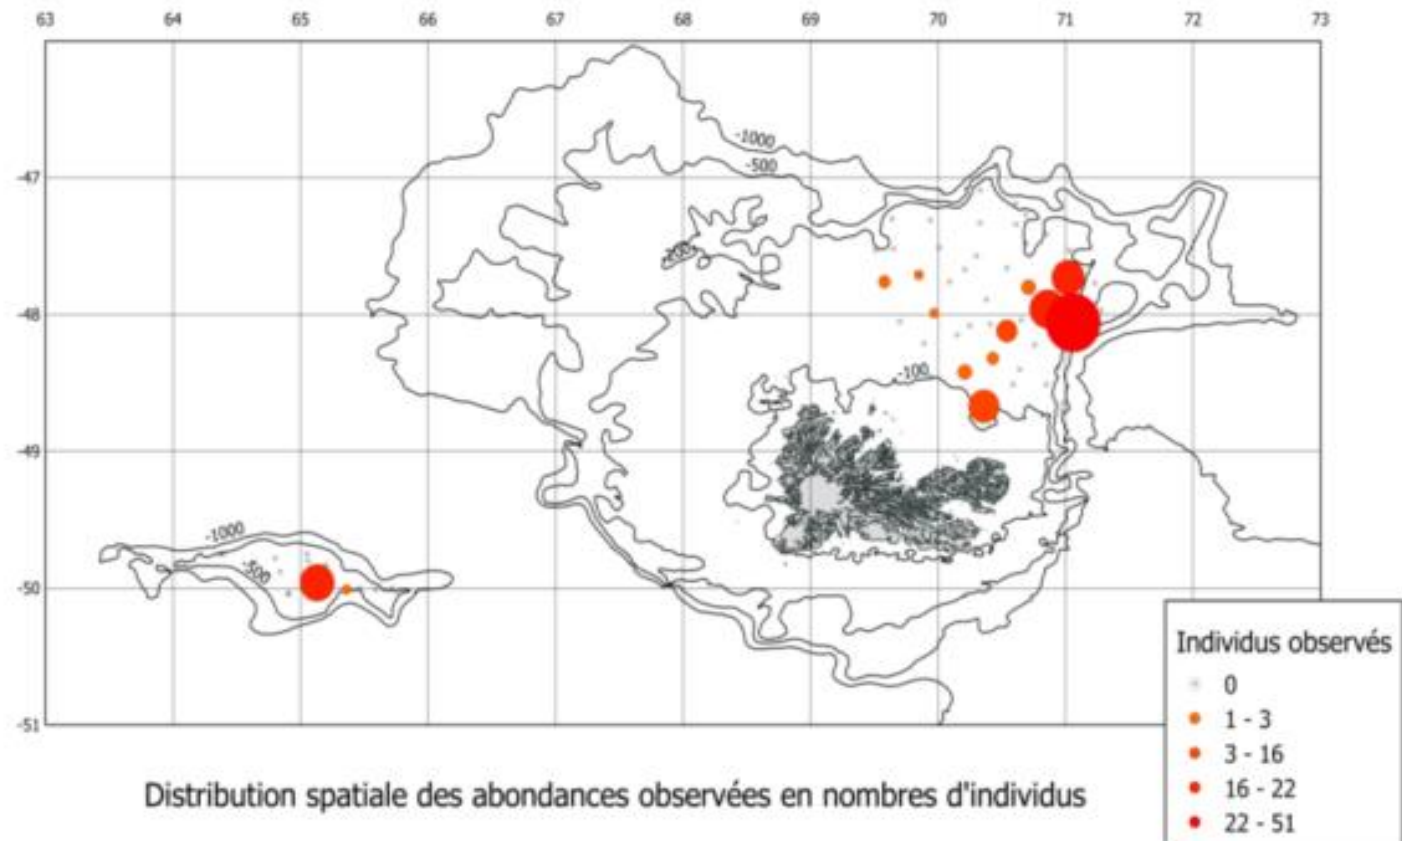 63 64 65 66 67 68 69 70 71 72 73
-1000
-500
-47
-200
-48
-100
-49
-1000
-500
-50
Individus observés
0
1 - 3
-51
3 - 16
16 - 22
22 - 51
Distribution spatiale des abondances observées en nombres d'individus